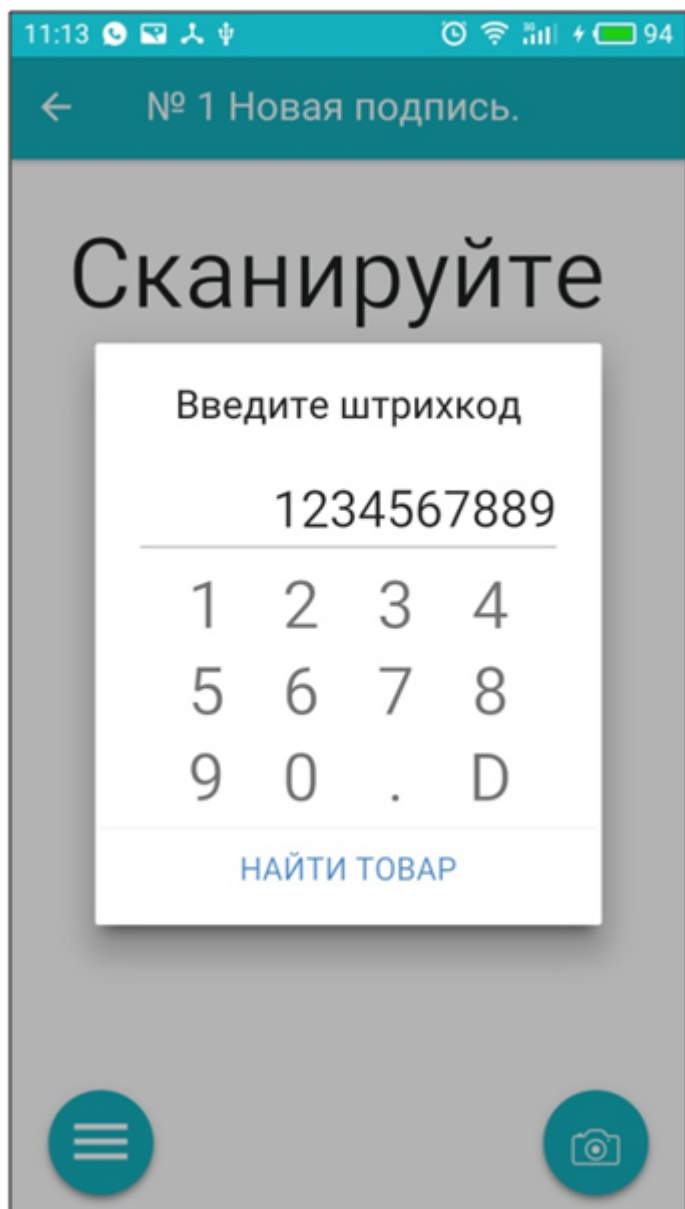 11:13 3G 94
№ 1 Новая подпись.
Сканируйте
Введите штрихкод
1234567889
1 2 3 4
5 6 7 8
9 0 . D
НАЙТИ ТОВАР